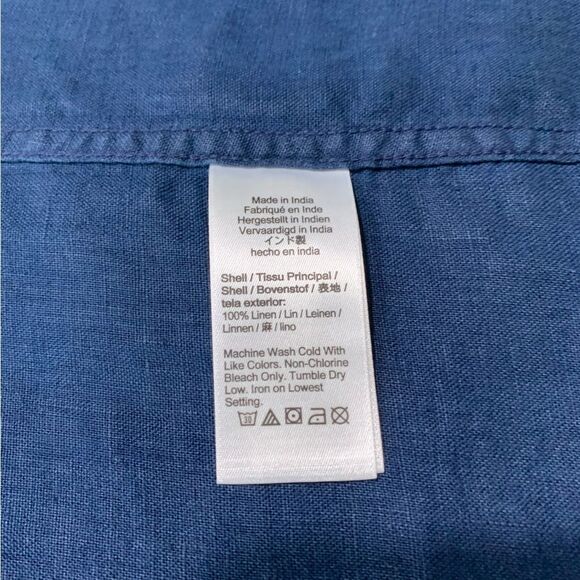 Made in India
Fabriqué en Inde
Hergestellt in Indien
Vervaardigd in India
インド製
hecho en india
Shell / Tissu Principal /
Shell / Bovenstof / 表地 /
tela exterior:
100% Linen / Lin / Leinen /
Linnen / 麻 / lino
Machine Wash Cold With
Like Colors. Non-Chlorine
Bleach Only. Tumble Dry
Low. Iron on Lowest
Setting.
30